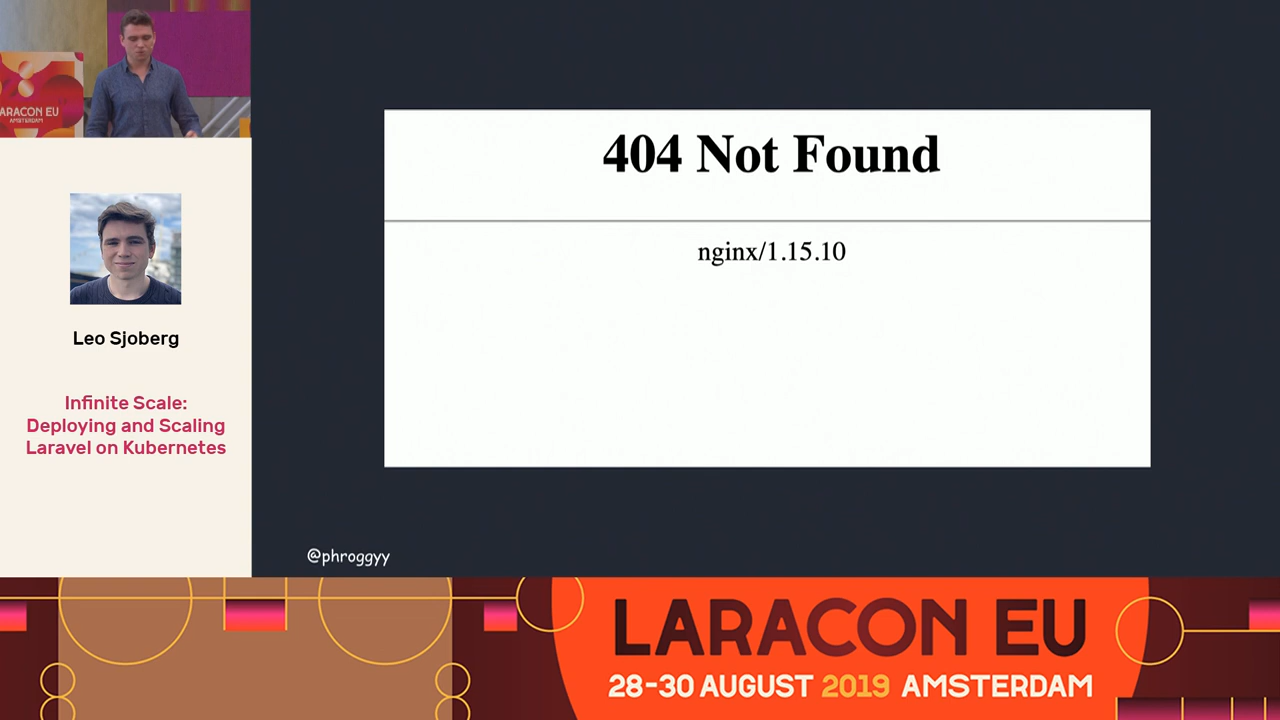 ARACON EU
AMSTERDAM
Leo Sjoberg
Infinite Scale:
Deploying and Scaling
Laravel on Kubernetes
404 Not Found
nginx/1.15.10
@phroggyy
LARACON EU
28-30 AUGUST 2019 AMSTERDAM